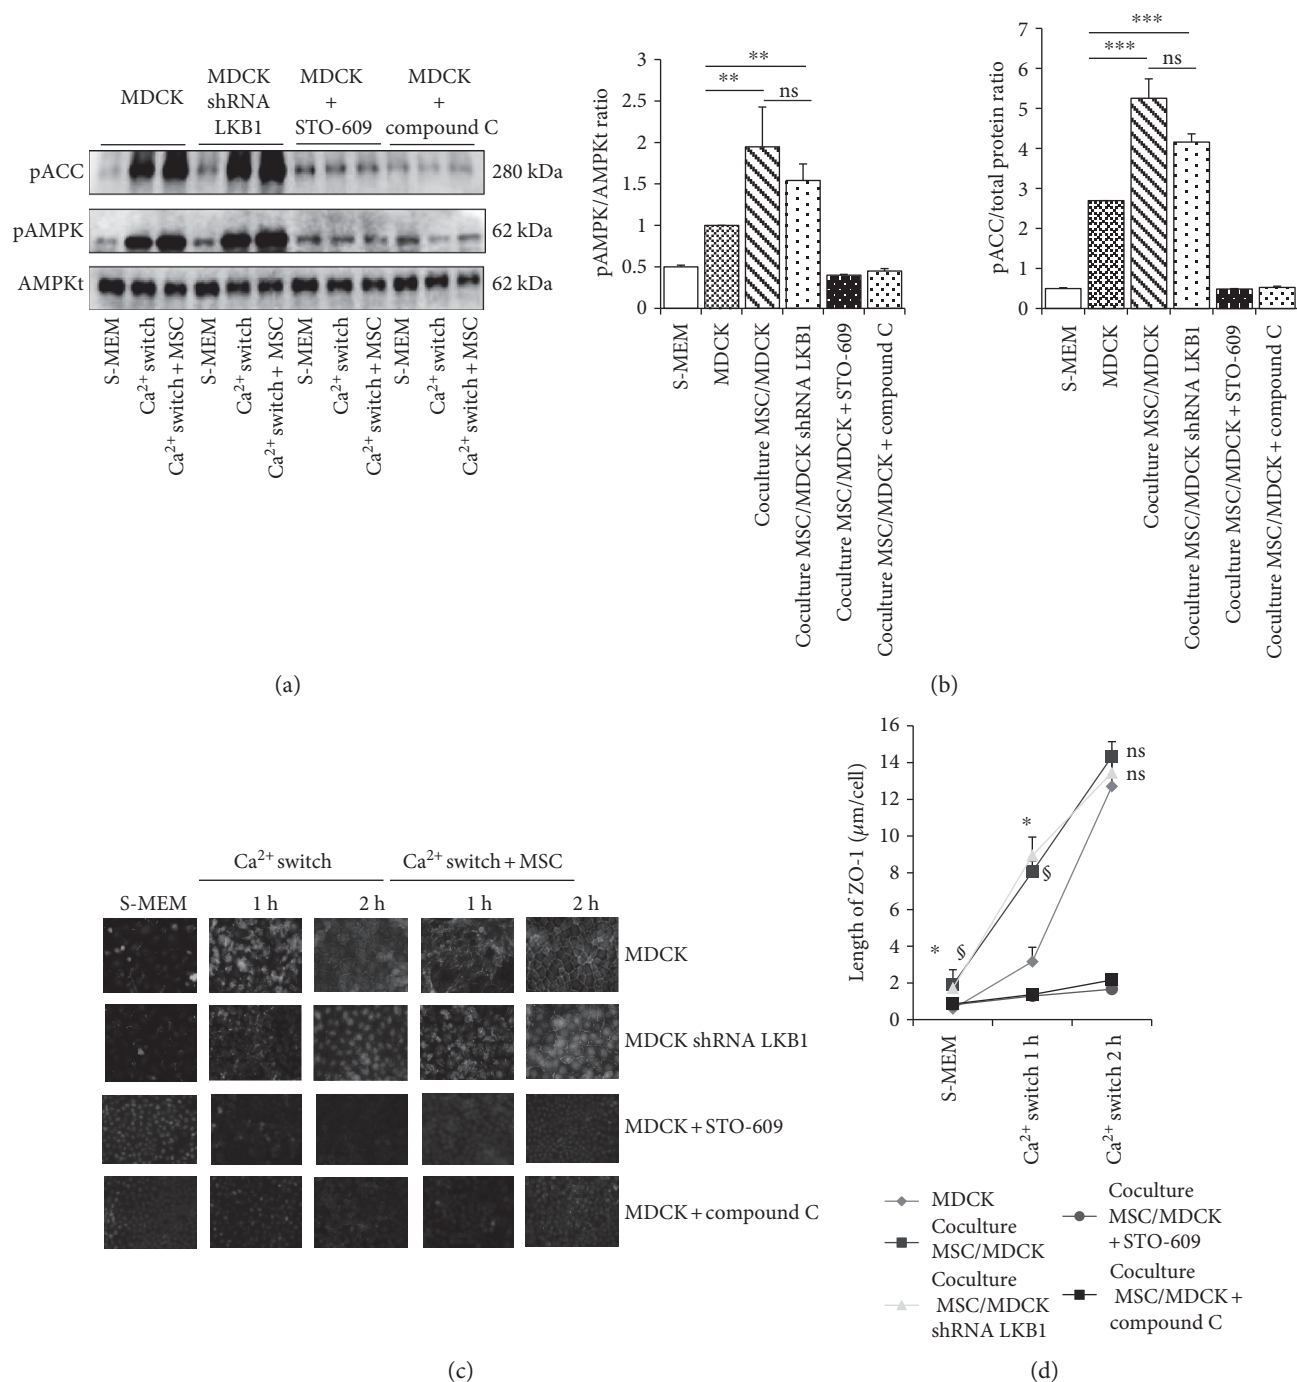 MDCK
MDCK
shRNA
LKB1
MDCK
+
STO-609
MDCK
+
compound C
pACC
280 kDa
pAMPK
62 kDa
AMPKt
62 kDa
S-MEM
Ca2+ switch
Ca2+ switch + MSC
S-MEM
Ca2+ switch
Ca2+ switch + MSC
S-MEM
Ca2+ switch
Ca2+ switch + MSC
S-MEM
Ca2+ switch
Ca2+ switch + MSC
(a)
pAMPK/AMPKt ratio
3
2.5
2
1.5
1
0.5
0
**
**
ns
S-MEM
MDCK
Coculture MSC/MDCK
Coculture MSC/MDCK shRNA LKB1
Coculture MSC/MDCK + STO-609
Coculture MSC/MDCK + compound C
pACC/total protein ratio
7
6
5
4
3
2
1
0
***
***
ns
S-MEM
MDCK
Coculture MSC/MDCK
Coculture MSC/MDCK shRNA LKB1
Coculture MSC/MDCK + STO-609
Coculture MSC/MDCK + compound C
(b)
Ca2+ switch
Ca2+ switch + MSC
S-MEM
1 h
2 h
1 h
2 h
MDCK
MDCK shRNA LKB1
MDCK + STO-609
MDCK + compound C
(c)
Length of ZO-1 (µm/cell)
16
14
12
10
8
6
4
2
0
*
§
*
§
ns
ns
S-MEM
Ca2+ switch 1 h
Ca2+ switch 2 h
MDCK
Coculture
MSC/MDCK
Coculture
MSC/MDCK
shRNA LKB1
Coculture
MSC/MDCK
+ STO-609
Coculture
MSC/MDCK +
compound C
(d)